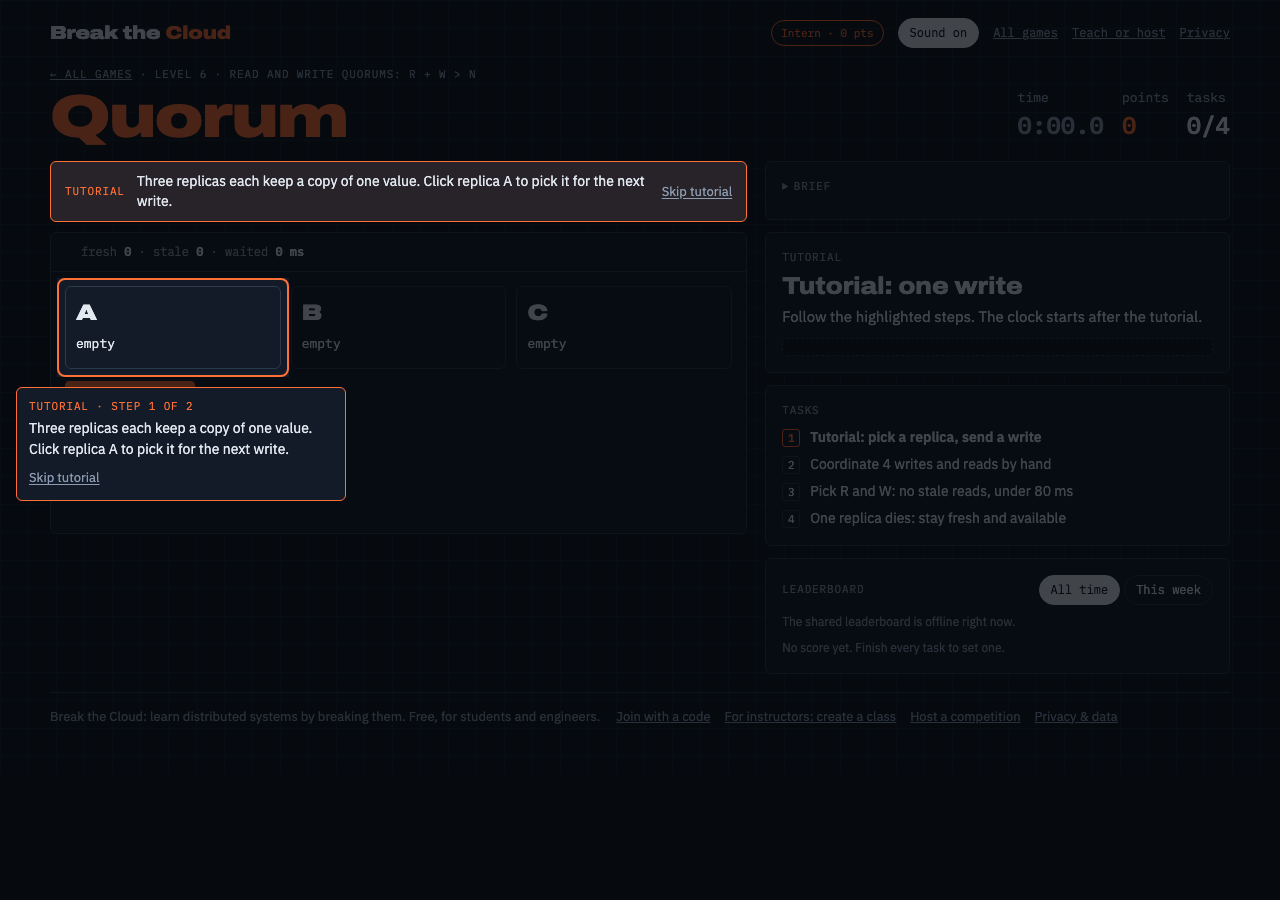 Break the Cloud
Intern · 0 pts
Sound on
All games
Teach or host
Privacy
← ALL GAMES · LEVEL 6 · READ AND WRITE QUORUMS: R + W > N
Quorum
time
0:00.0
points
0
tasks
0/4
TUTORIAL
Three replicas each keep a copy of one value. Click replica A to pick it for the next
write.
Skip tutorial
fresh 0 · stale 0 · waited 0 ms
A
empty
B
empty
C
empty
TUTORIAL · STEP 1 OF 2
Three replicas each keep a copy of one value.
Click replica A to pick it for the next write.
Skip tutorial
▶ BRIEF
TUTORIAL
Tutorial: one write
Follow the highlighted steps. The clock starts after the tutorial.
TASKS
1 Tutorial: pick a replica, send a write
2 Coordinate 4 writes and reads by hand
3 Pick R and W: no stale reads, under 80 ms
4 One replica dies: stay fresh and available
LEADERBOARD
All time
This week
The shared leaderboard is offline right now.
No score yet. Finish every task to set one.
Break the Cloud: learn distributed systems by breaking them. Free, for students and engineers.
Join with a code
For instructors: create a class
Host a competition
Privacy & data